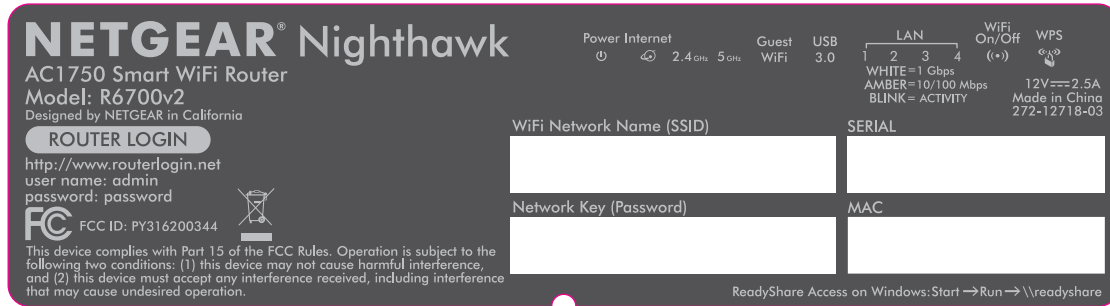 NETGEAR® Nighthawk
AC1750 Smart WiFi Router
Model: R6700v2
Designed by NETGEAR in California
ROUTER LOGIN
http://www.routerlogin.net
user name: admin
password: password
FC FCC ID: PY316200344
This device complies with Part 15 of the FCC Rules. Operation is subject to the
following two conditions: (1) this device may not cause harmful interference,
and (2) this device must accept any interference received, including interference
that may cause undesired operation.
Power Internet
2.4 GHz 5 GHz
Guest
WiFi
USB
3.0
LAN
1 2 3 4
WHITE=1 Gbps
AMBER=10/100 Mbps
BLINK= ACTIVITY
WiFi
On/Off
WPS
12V⎓2.5A
Made in China
272-12718-03
WiFi Network Name (SSID)
SERIAL
Network Key (Password)
MAC
ReadyShare Access on Windows:Start→Run→\\readyshare